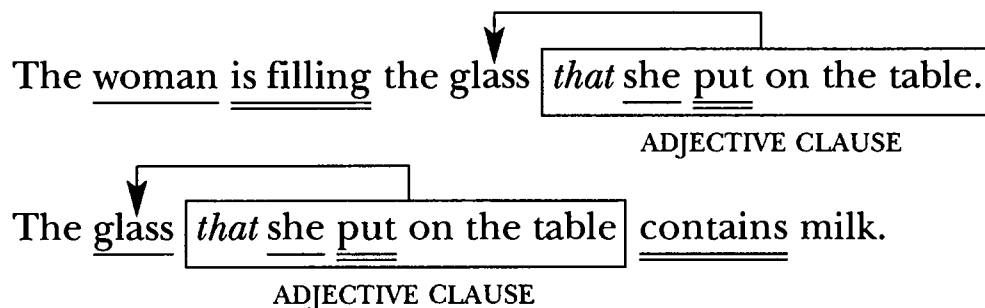 The woman is filling the glass that she put on the table.
ADJECTIVE CLAUSE
The glass that she put on the table contains milk.
ADJECTIVE CLAUSE